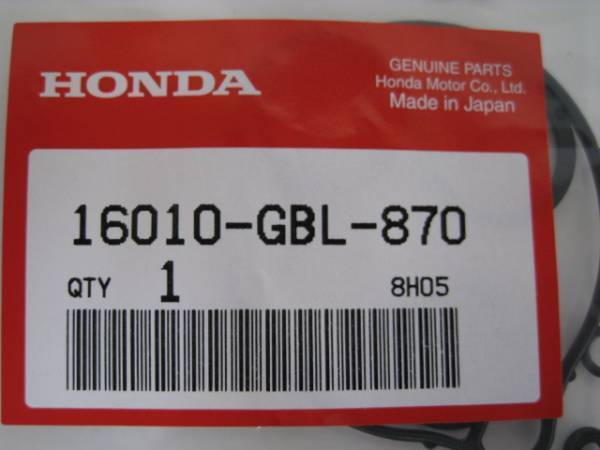 HONDA
GENUINE PARTS
Honda Motor Co., Ltd.
Made in Japan
16010-GBL-870
QTY 1 8H05